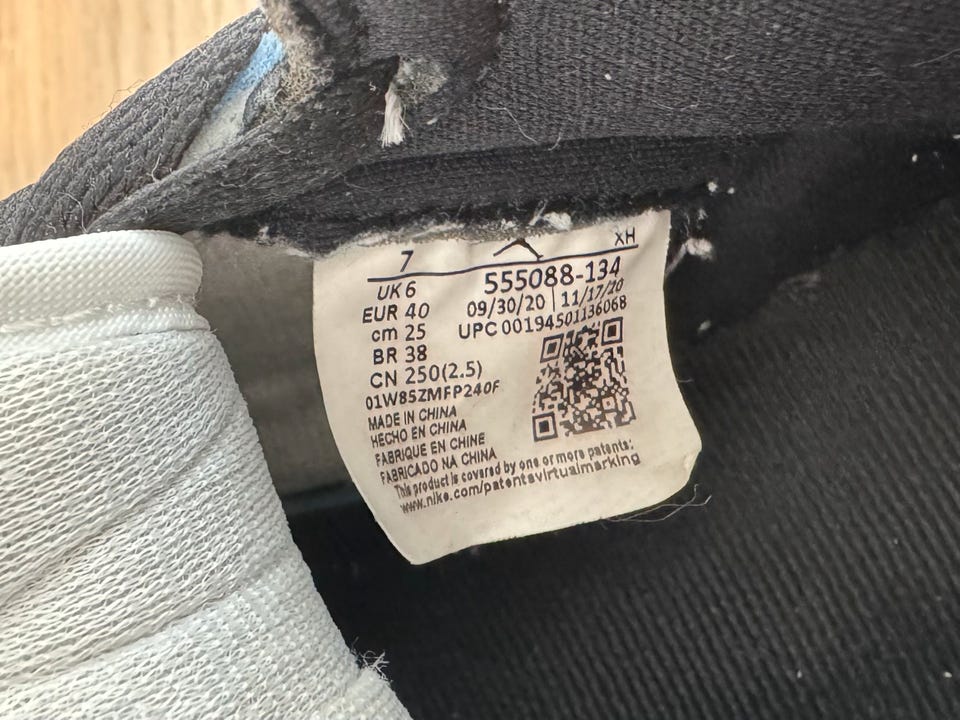 7 XH
UK 6 555088-134
EUR 40 09/30/20 | 11/17/20
cm 25 UPC 00194501136068
BR 38
CN 250(2.5)
01W85ZMFP240F
MADE IN CHINA
HECHO EN CHINA
FABRIQUE EN CHINE
FABRICADO NA CHINA
This product is covered by one or more patents:
www.nike.com/patentsvirtualmarking